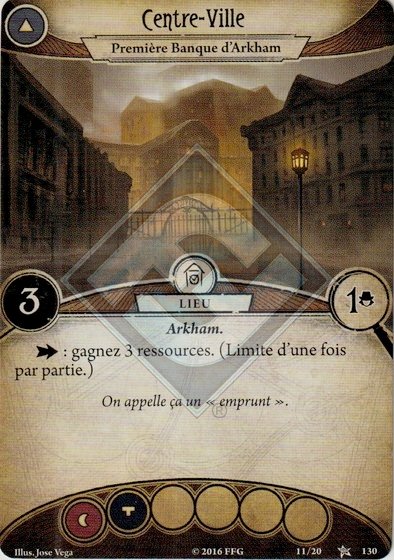 Centre-Ville
Première Banque d'Arkham
3
1
LIEU
Arkham.
: gagnez 3 ressources. (Limite d'une fois
par partie.)
On appelle ça un « emprunt ».
®
Illus. Jose Vega
© 2016 FFG
11/20
130